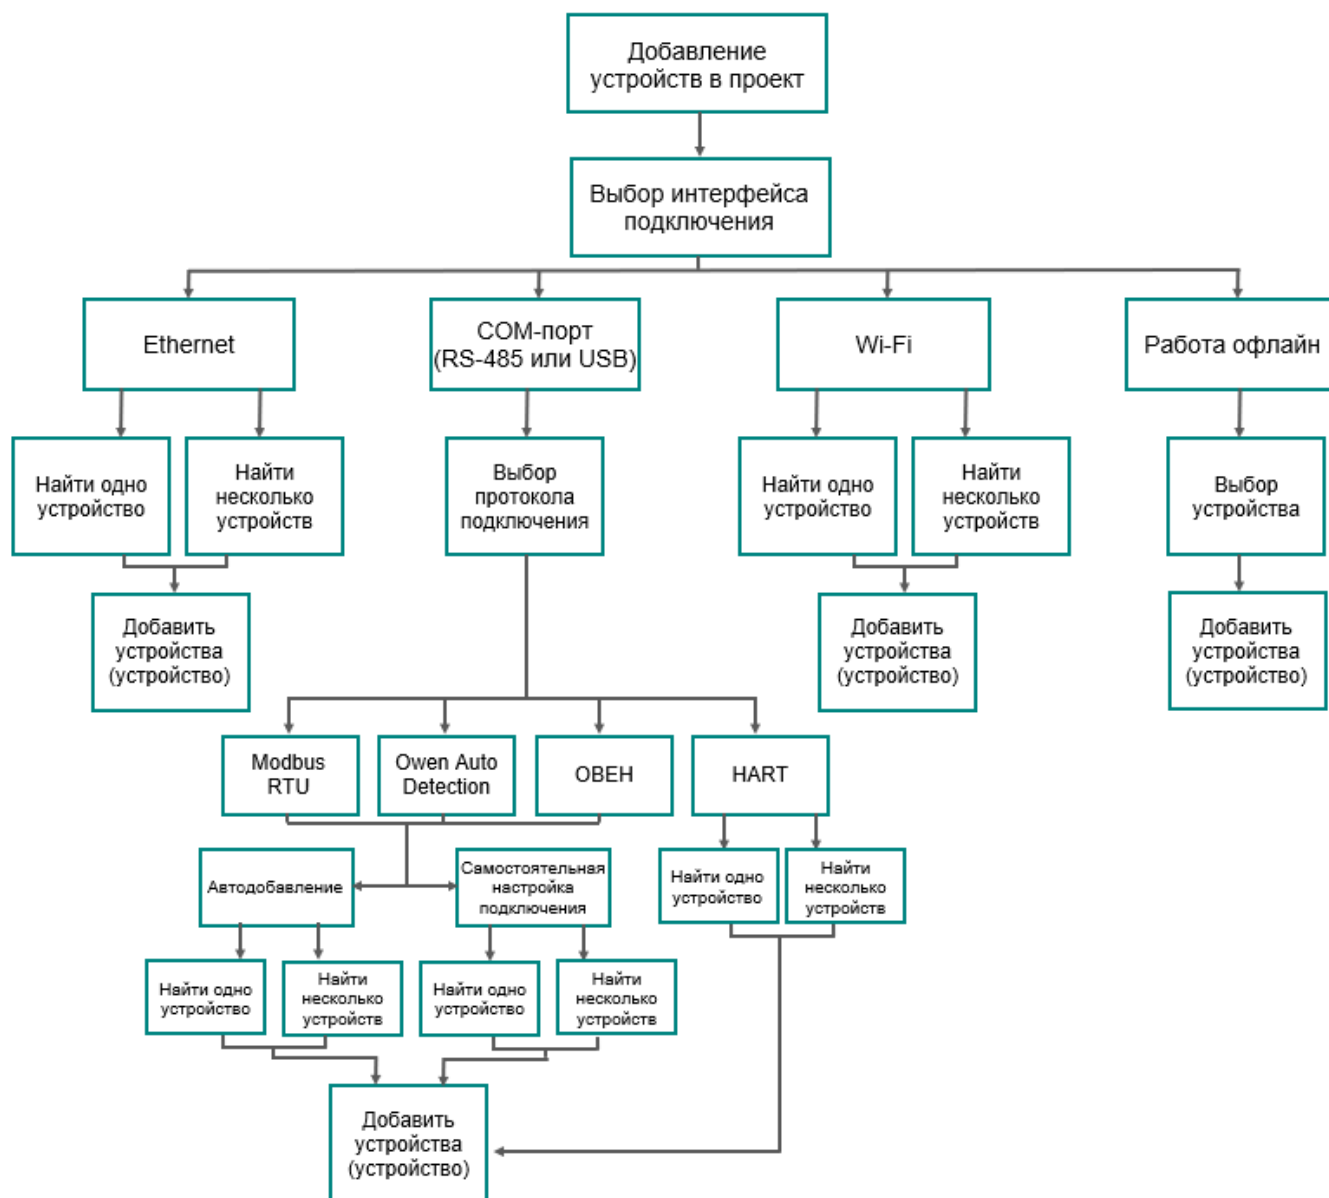 Добавление
устройств в проект
Выбор интерфейса
подключения
Ethernet
COM-порт
(RS-485 или USB)
Wi-Fi
Работа офлайн
Найти одно
устройство
Найти
несколько
устройств
Выбор
протокола
подключения
Найти одно
устройство
Найти
несколько
устройств
Выбор
устройства
Добавить
устройства
(устройство)
Добавить
устройства
(устройство)
Добавить
устройства
(устройство)
Modbus
RTU
Owen Auto
Detection
ОВЕН
HART
Автодобавление
Самостоятельная
настройка
подключения
Найти одно
устройство
Найти
несколько
устройств
Найти одно
устройство
Найти
несколько
устройств
Найти одно
устройство
Найти
несколько
устройств
Добавить
устройства
(устройство)